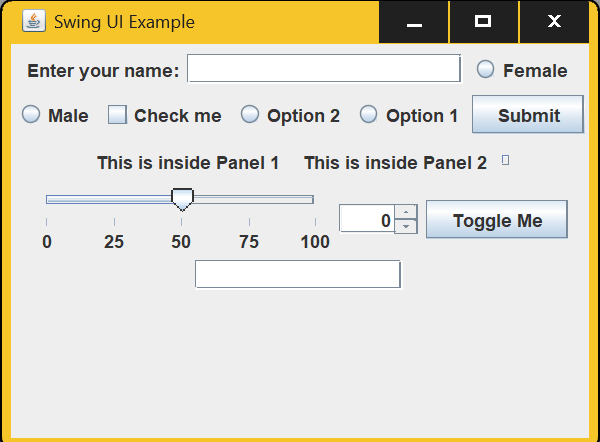 Swing UI Example
Enter your name: Female
Male Check me Option 2 Option 1 Submit
This is inside Panel 1 This is inside Panel 2
0 Toggle Me
0 25 50 75 100